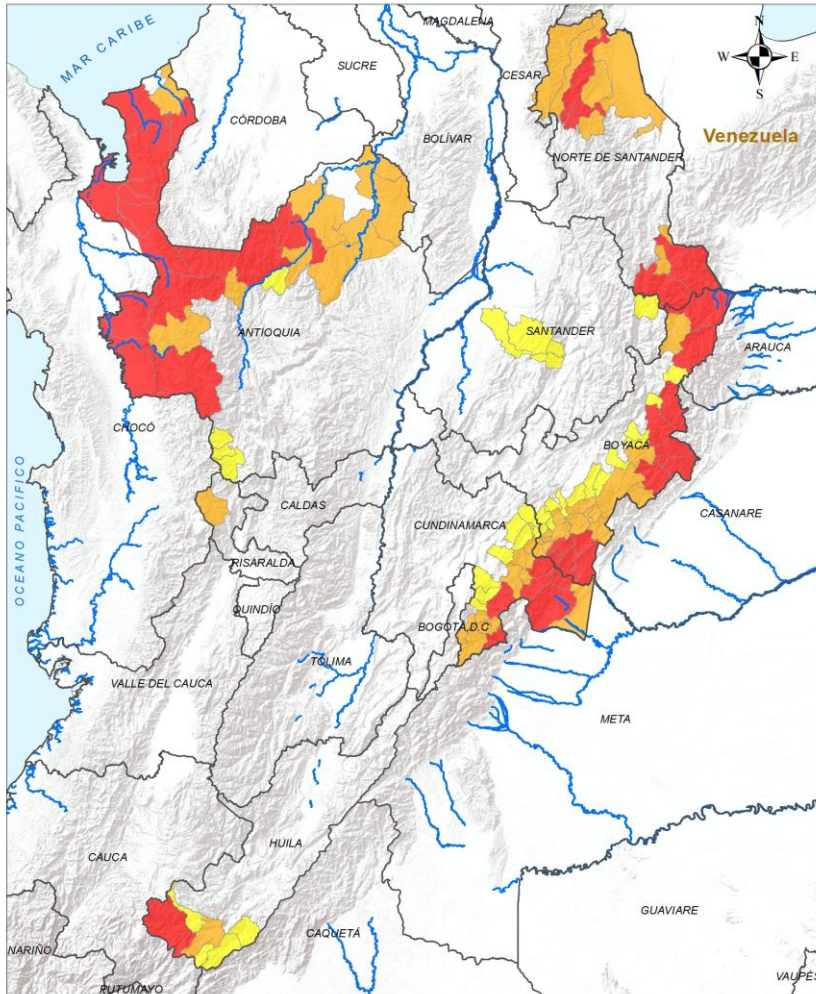 MAGDALENA
MAR CARIBE
N
W E
S
SUCRE
CESAR
CÓRDOBA
BOLÍVAR
Venezuela
NORTE DE SANTANDER
ANTIOQUIA
SANTANDER
ARAUCA
CHOCÓ
BOYACÁ
CALDAS
CUNDINAMARCA
CASANARE
OCEANO PACIFICO
RISARALDA
QUINDÍO
BOGOTÁ, D.C
TOLIMA
VALLE DEL CAUCA
META
HUILA
CAUCA
GUAVIARE
CAQUETÁ
NARIÑO
PUTUMAYO
VAUPÉS